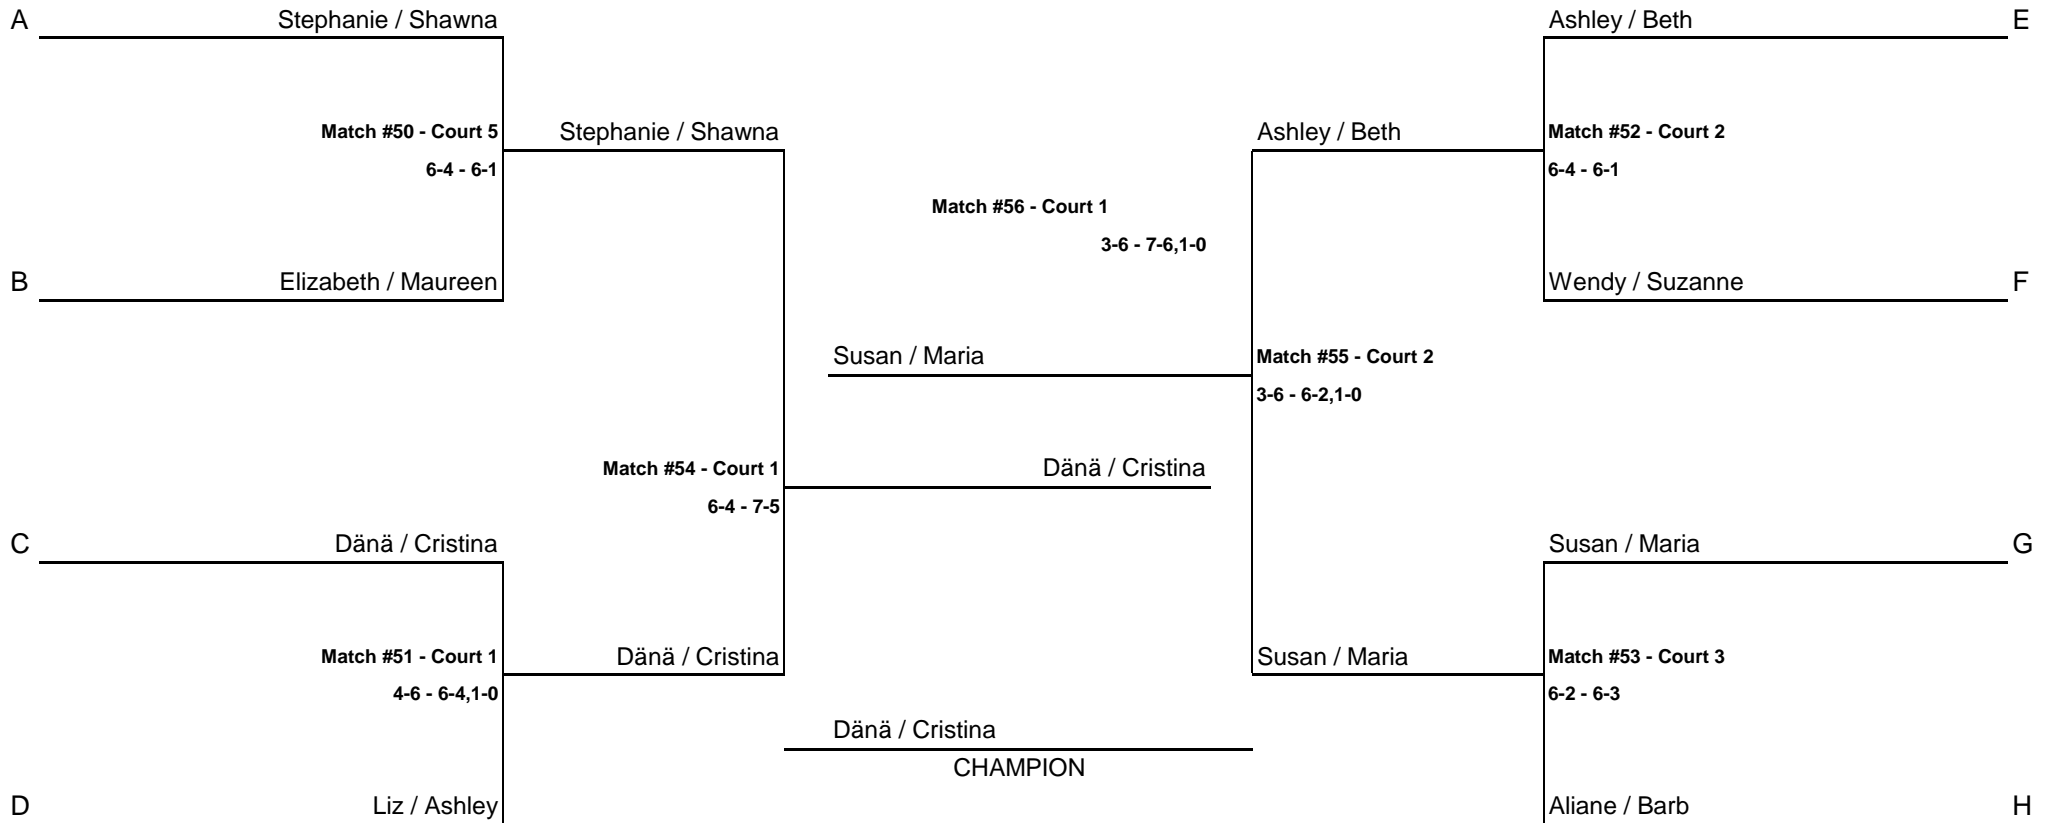 A Stephanie / Shawna Ashley / Beth E
Match #50 - Court 5 Stephanie / Shawna Ashley / Beth Match #52 - Court 2
6-4 - 6-1 6-4 - 6-1
Match #56 - Court 1
3-6 - 7-6,1-0
B Elizabeth / Maureen Wendy / Suzanne F
Susan / Maria Match #55 - Court 2
3-6 - 6-2,1-0
Match #54 - Court 1 Dänä / Cristina
6-4 - 7-5
C Dänä / Cristina Susan / Maria G
Match #51 - Court 1 Dänä / Cristina Susan / Maria Match #53 - Court 3
4-6 - 6-4,1-0 6-2 - 6-3
Dänä / Cristina
CHAMPION
D Liz / Ashley Aliane / Barb H